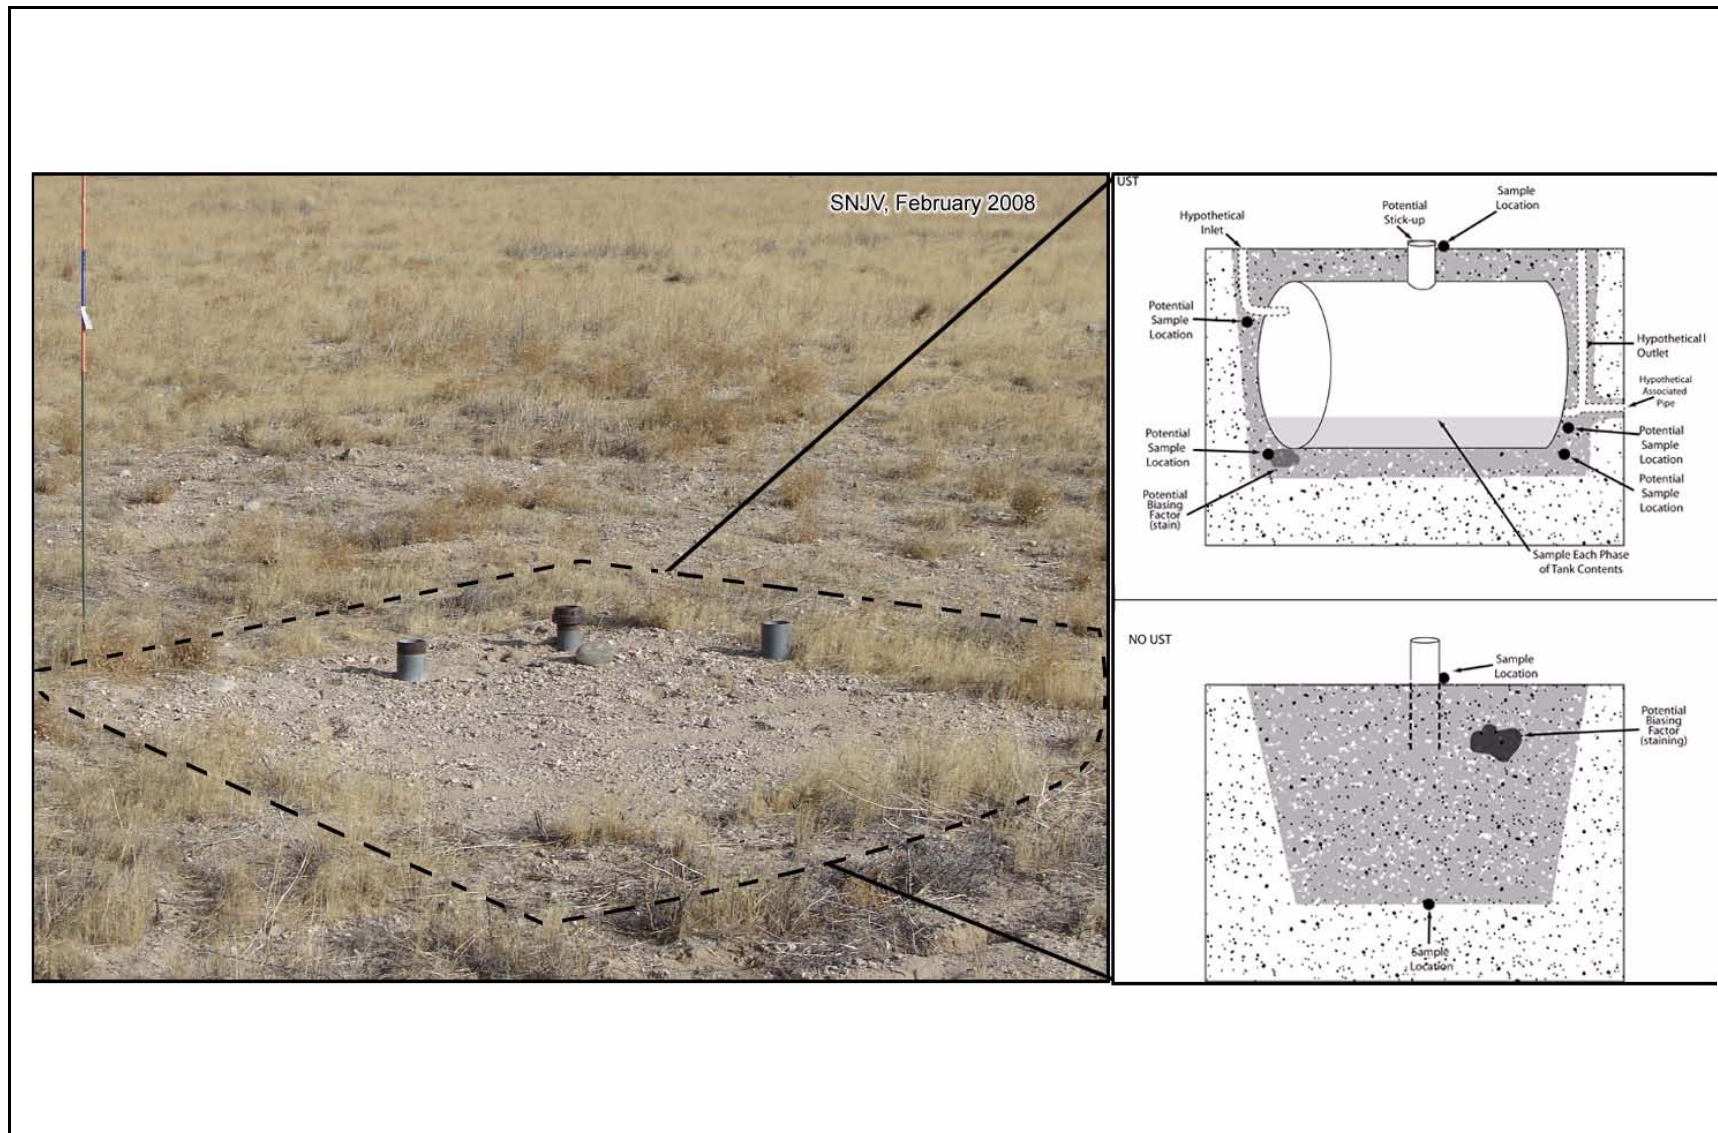 SNJV, February 2008
UST
Sample
Location
Potential
Stick-up
Hypothetical
Inlet
Potential
Sample
Location
Hypothetical
Outlet
Hypothetical
Associated
Pipe
Potential
Sample
Location
Potential
Sample
Location
Potential
Biasing
Factor
(stain)
Potential
Sample
Location
Sample Each Phase
of Tank Contents
NO UST
Sample
Location
Potential
Biasing
Factor
(staining)
Sample
Location